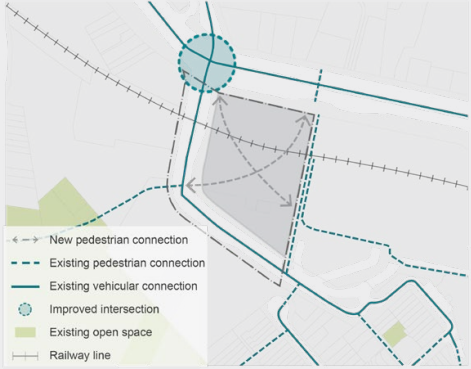 New pedestrian connection
Existing pedestrian connection
Existing vehicular connection
Improved intersection
Existing open space
Railway line